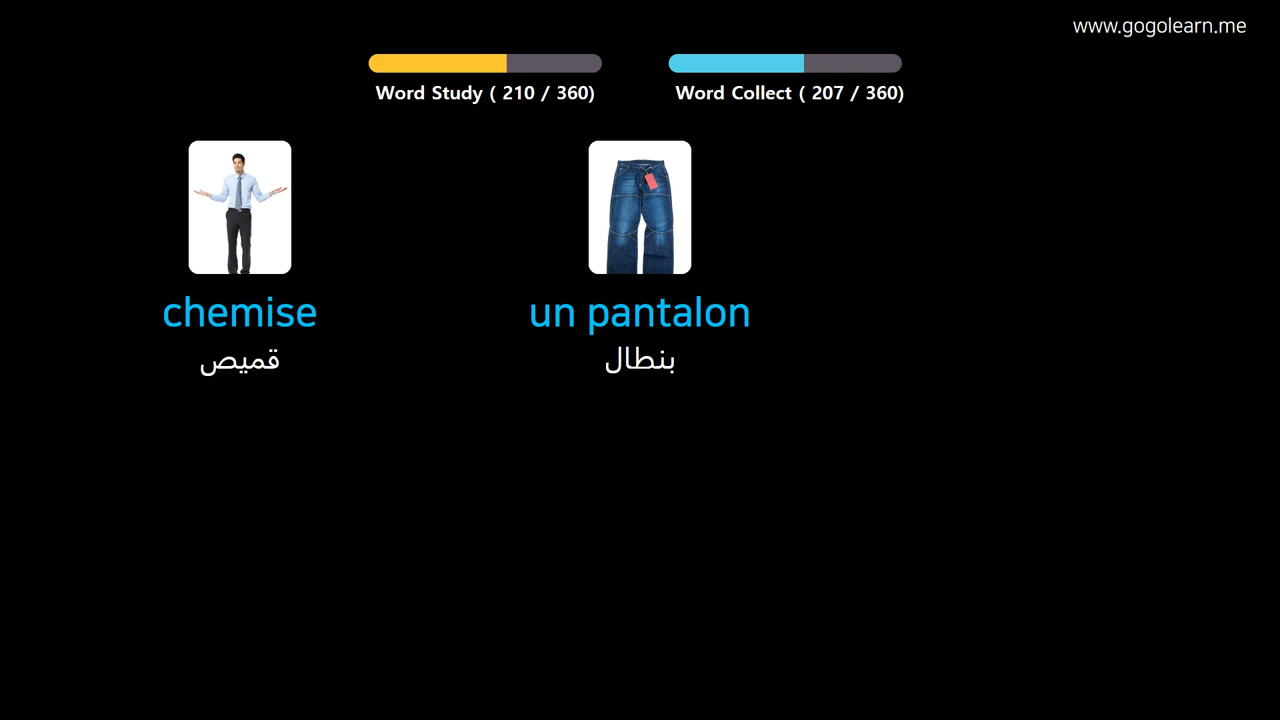 www.gogolearn.me
Word Study ( 210 / 360)
Word Collect ( 207 / 360)
chemise
قميص
un pantalon
بنطال